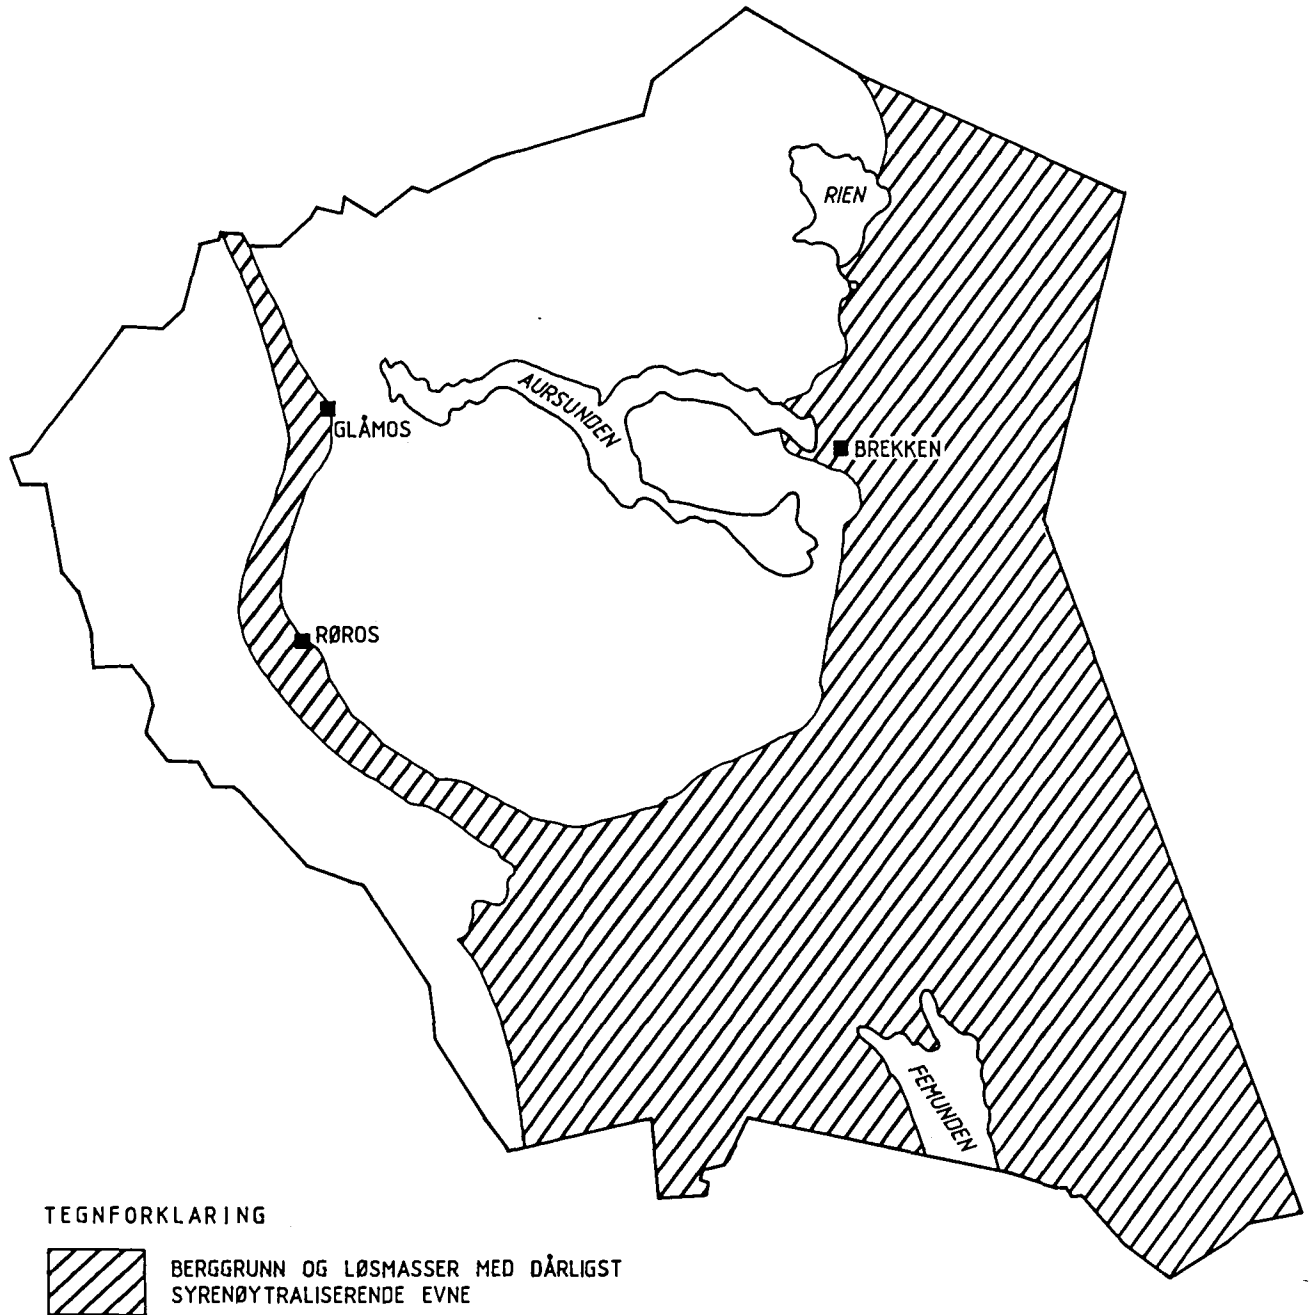 RIEN
AURSUNDEN
GLÅMOS
BREKKEN
RØROS
FEMUNDEN
TEGNFORKLARING
BERGGRUNN OG LØSMASSER MED DÅRLIGST
SYRENØYTRALISERENDE EVNE